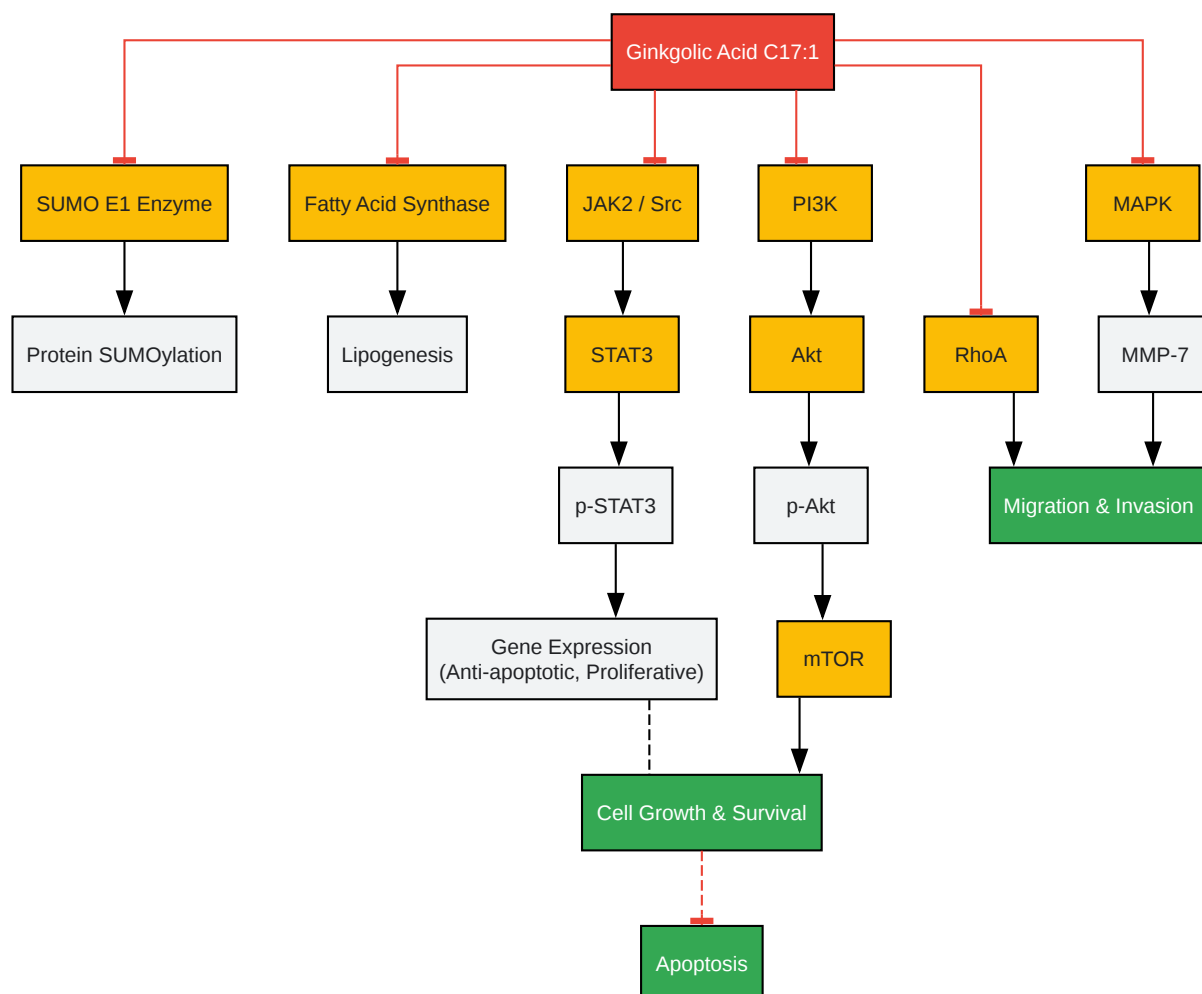 Ginkgolic Acid C17:1
SUMO E1 Enzyme
Fatty Acid Synthase
JAK2 / Src
PI3K
MAPK
Protein SUMOylation
Lipogenesis
STAT3
Akt
RhoA
MMP-7
p-STAT3
p-Akt
Migration & Invasion
Gene Expression
(Anti-apoptotic, Proliferative)
mTOR
Cell Growth & Survival
Apoptosis